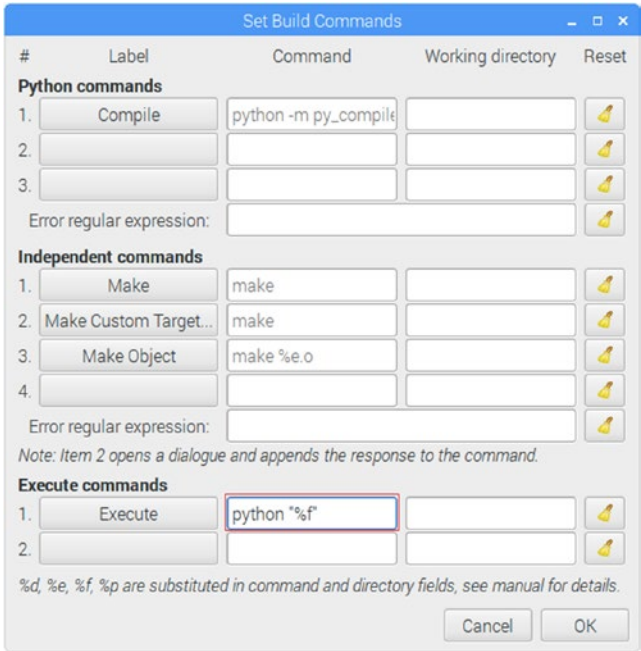 Set Build Commands
# Label Command Working directory Reset
Python commands
1. Compile python -m py_compile
2.
3.
Error regular expression:
Independent commands
1. Make make
2. Make Custom Target... make
3. Make Object make %e.o
4.
Error regular expression:
Note: Item 2 opens a dialogue and appends the response to the command.
Execute commands
1. Execute python "%f"
2.
%d, %e, %f, %p are substituted in command and directory fields, see manual for details.
Cancel OK